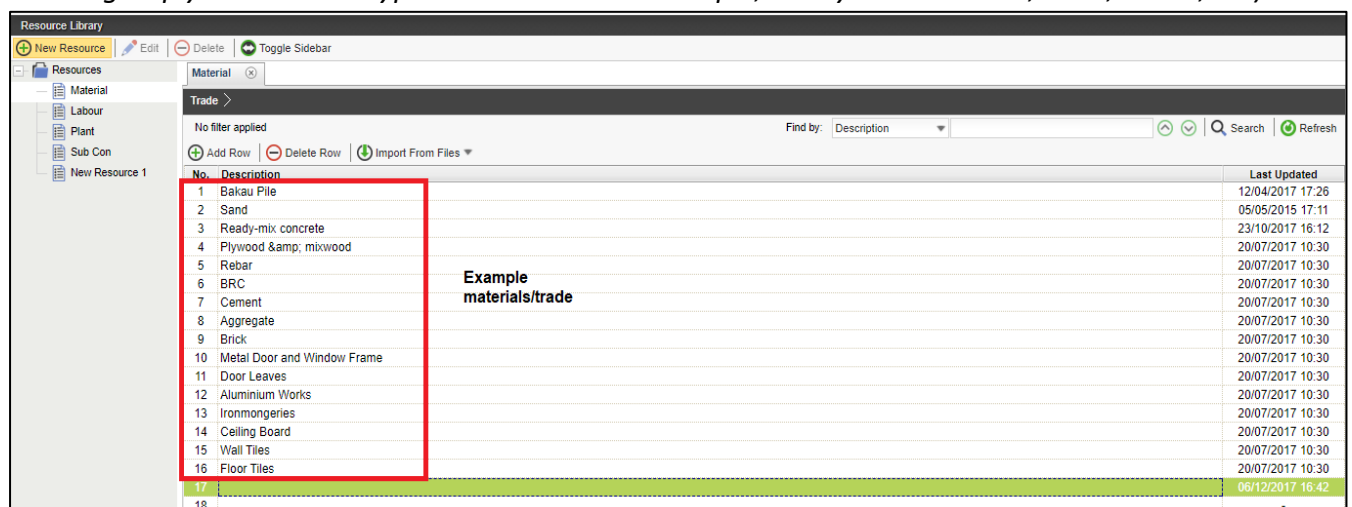 Resource Library
New Resource Edit Delete Toggle Sidebar
Resources
Material
Labour
Plant
Sub Con
New Resource 1
Material
Trade >
No filter applied Find by: Description Search Refresh
Add Row Delete Row Import From Files
No. Description Last Updated
1 Bakau Pile 12/04/2017 17:26
2 Sand 05/05/2015 17:11
3 Ready-mix concrete 23/10/2017 16:12
4 Plywood &amp; mixwood 20/07/2017 10:30
5 Rebar 20/07/2017 10:30
6 BRC 20/07/2017 10:30
7 Cement 20/07/2017 10:30
8 Aggregate 20/07/2017 10:30
9 Brick 20/07/2017 10:30
10 Metal Door and Window Frame 20/07/2017 10:30
11 Door Leaves 20/07/2017 10:30
12 Aluminium Works 20/07/2017 10:30
13 Ironmongeries 20/07/2017 10:30
14 Ceiling Board 20/07/2017 10:30
15 Wall Tiles 20/07/2017 10:30
16 Floor Tiles 20/07/2017 10:30
17 06/12/2017 16:42
18
Example
materials/trade